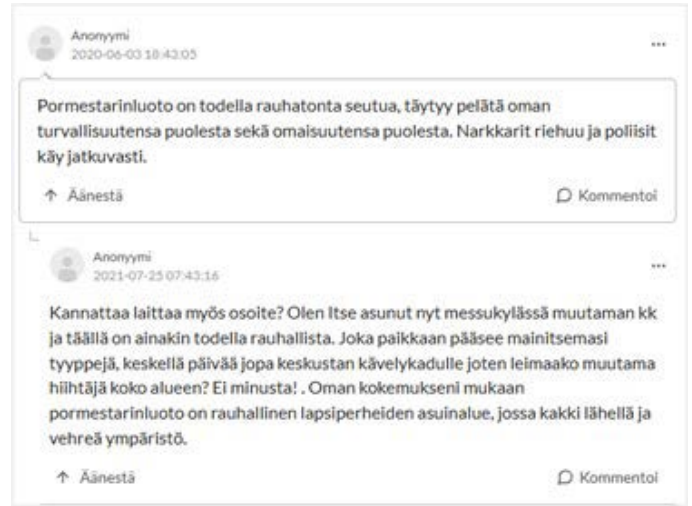 Anonyymi
2020-06-03 18:43:05
Pormestarinluoto on todella rauhatonta seutua, täytyy pelätä oman
turvallisuutensa puolesta sekä omaisuutensa puolesta. Narkkarit riehuu ja poliisit
käy jatkuvasti.
Äänestä
Kommentoi
Anonyymi
2021-07-25 07:43:16
Kannattaa laittaa myös osoite? Olen Itse asunut nyt messukylässä muutaman kk
ja täällä on ainakin todella rauhallista. Joka paikkaan pääsee mainitsemasi
tyyppejä, keskellä päivää jopa keskustan kävelykadulle joten leimaako muutama
hiihtäjä koko alueen? Ei minusta! . Oman kokemukseni mukaan
pormestarinluoto on rauhallinen lapsiperheiden asuinalue, jossa kakki lähellä ja
vehreä ympäristö.
Äänestä
Kommentoi